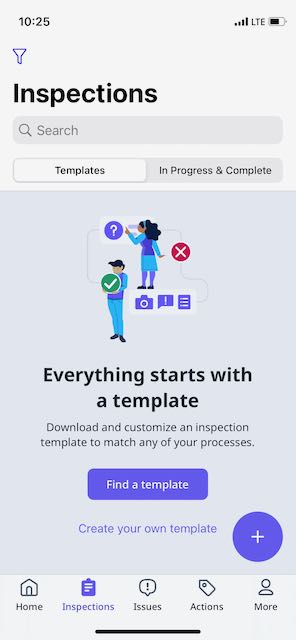 10:25
LTE
Inspections
Search
Templates
In Progress & Complete
?
!
Everything starts with
a template
Download and customize an inspection
template to match any of your processes.
Find a template
Create your own template
+
Home
Inspections
Issues
Actions
More